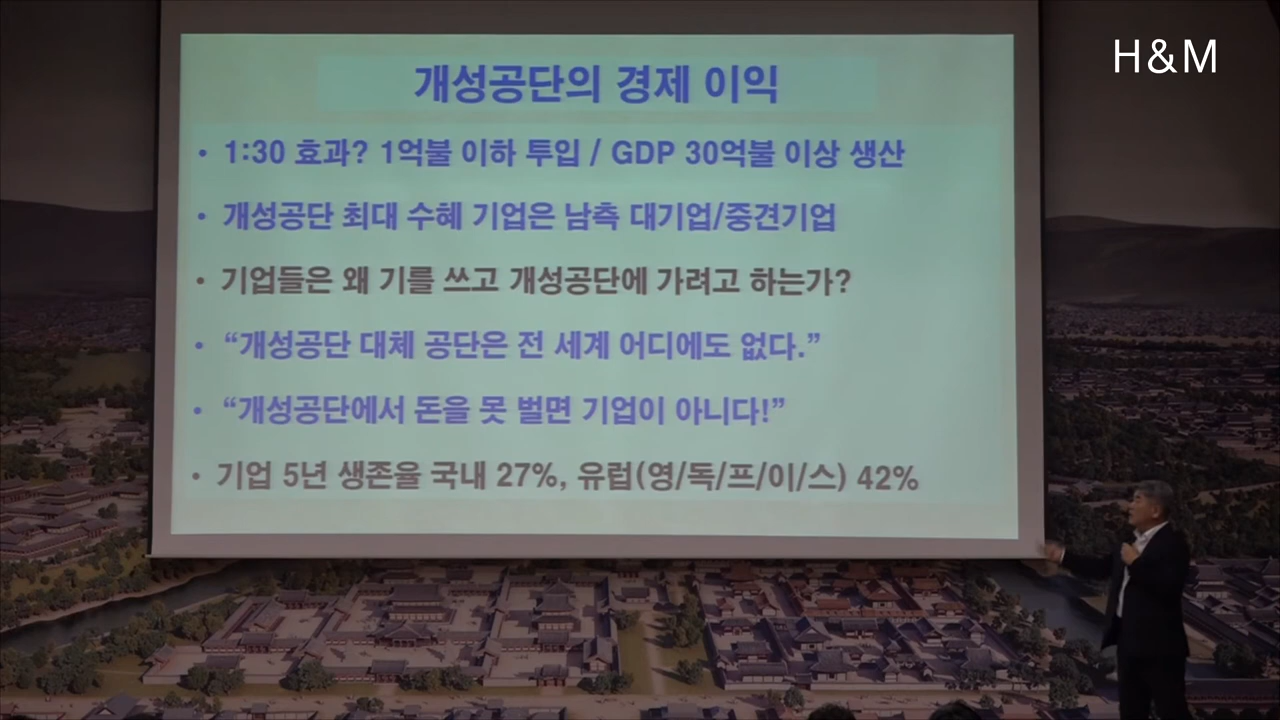 H&M
개성공단의 경제 이익
• 1:30 효과? 1억불 이하 투입 / GDP 30억불 이상 생산
• 개성공단 최대 수혜 기업은 남측 대기업/중견기업
• 기업들은 왜 기를 쓰고 개성공단에 가려고 하는가?
• “개성공단 대체 공단은 전 세계 어디에도 없다.”
• “개성공단에서 돈을 못 벌면 기업이 아니다!”
• 기업 5년 생존율 국내 27%, 유럽(영/독/프/이/스) 42%